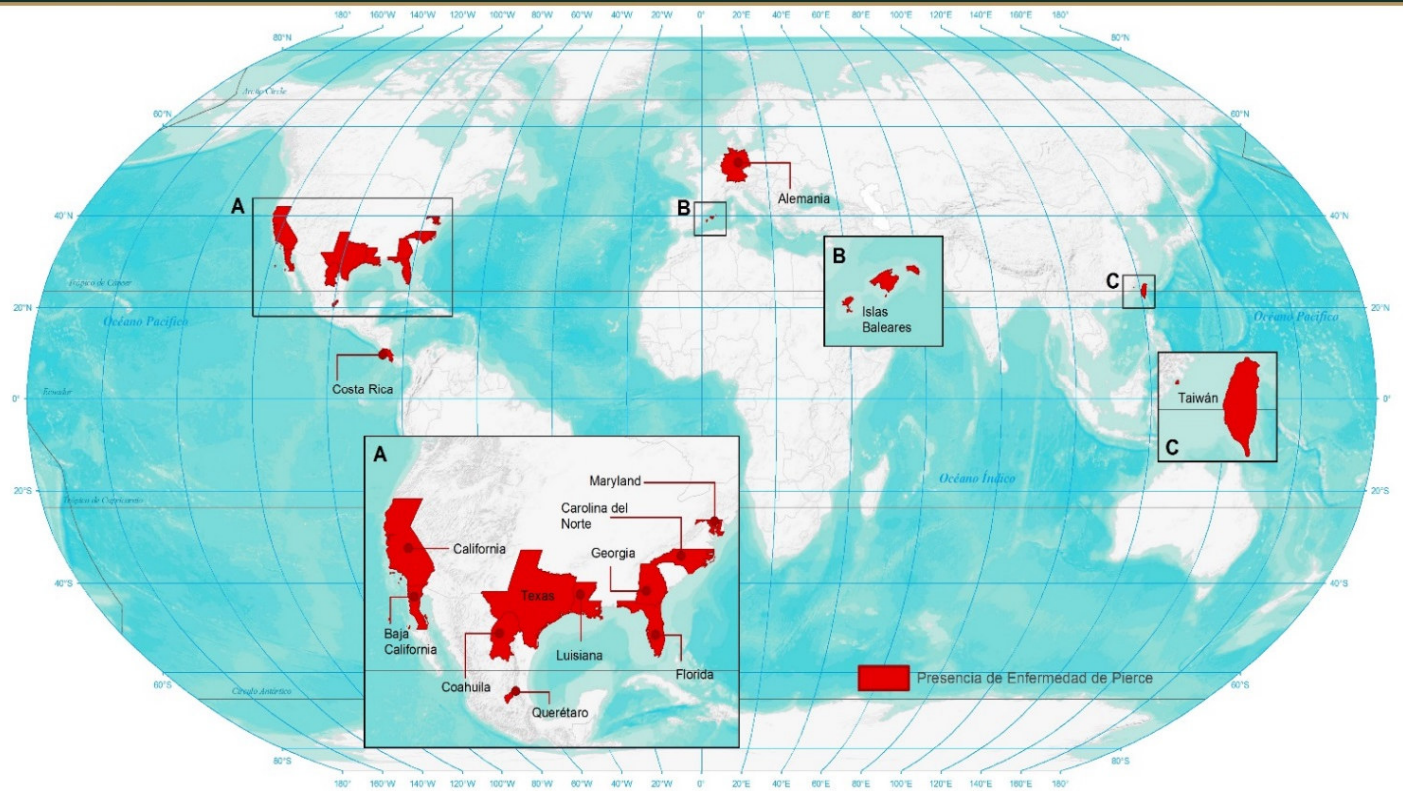 180°
160°W
140°W
120°W
100°W
80°W
60°W
40°W
20°W
0°
20°E
40°E
60°E
80°E
100°E
120°E
140°E
160°E
180°
80°N
80°N
Arctic Circle
60°N
60°N
Alemania
A
B
40°N
40°N
B
Islas
Baleares
C
Trópico de Cáncer
20°N
20°N
Océano Pacífico
Océano Pacífico
Costa Rica
Ecuador
0°
0°
Taiwán
C
A
Maryland
Carolina del
Norte
Georgia
California
Texas
Baja
California
Coahuila
Luisiana
Florida
Querétaro
Océano Índico
20°S
20°S
Trópico de Capricornio
40°S
40°S
Presencia de Enfermedad de Pierce
60°S
60°S
Círculo Antártico
80°S
80°S
180°
160°W
140°W
120°W
100°W
80°W
60°W
40°W
20°W
0°
20°E
40°E
60°E
80°E
100°E
120°E
140°E
160°E
180°